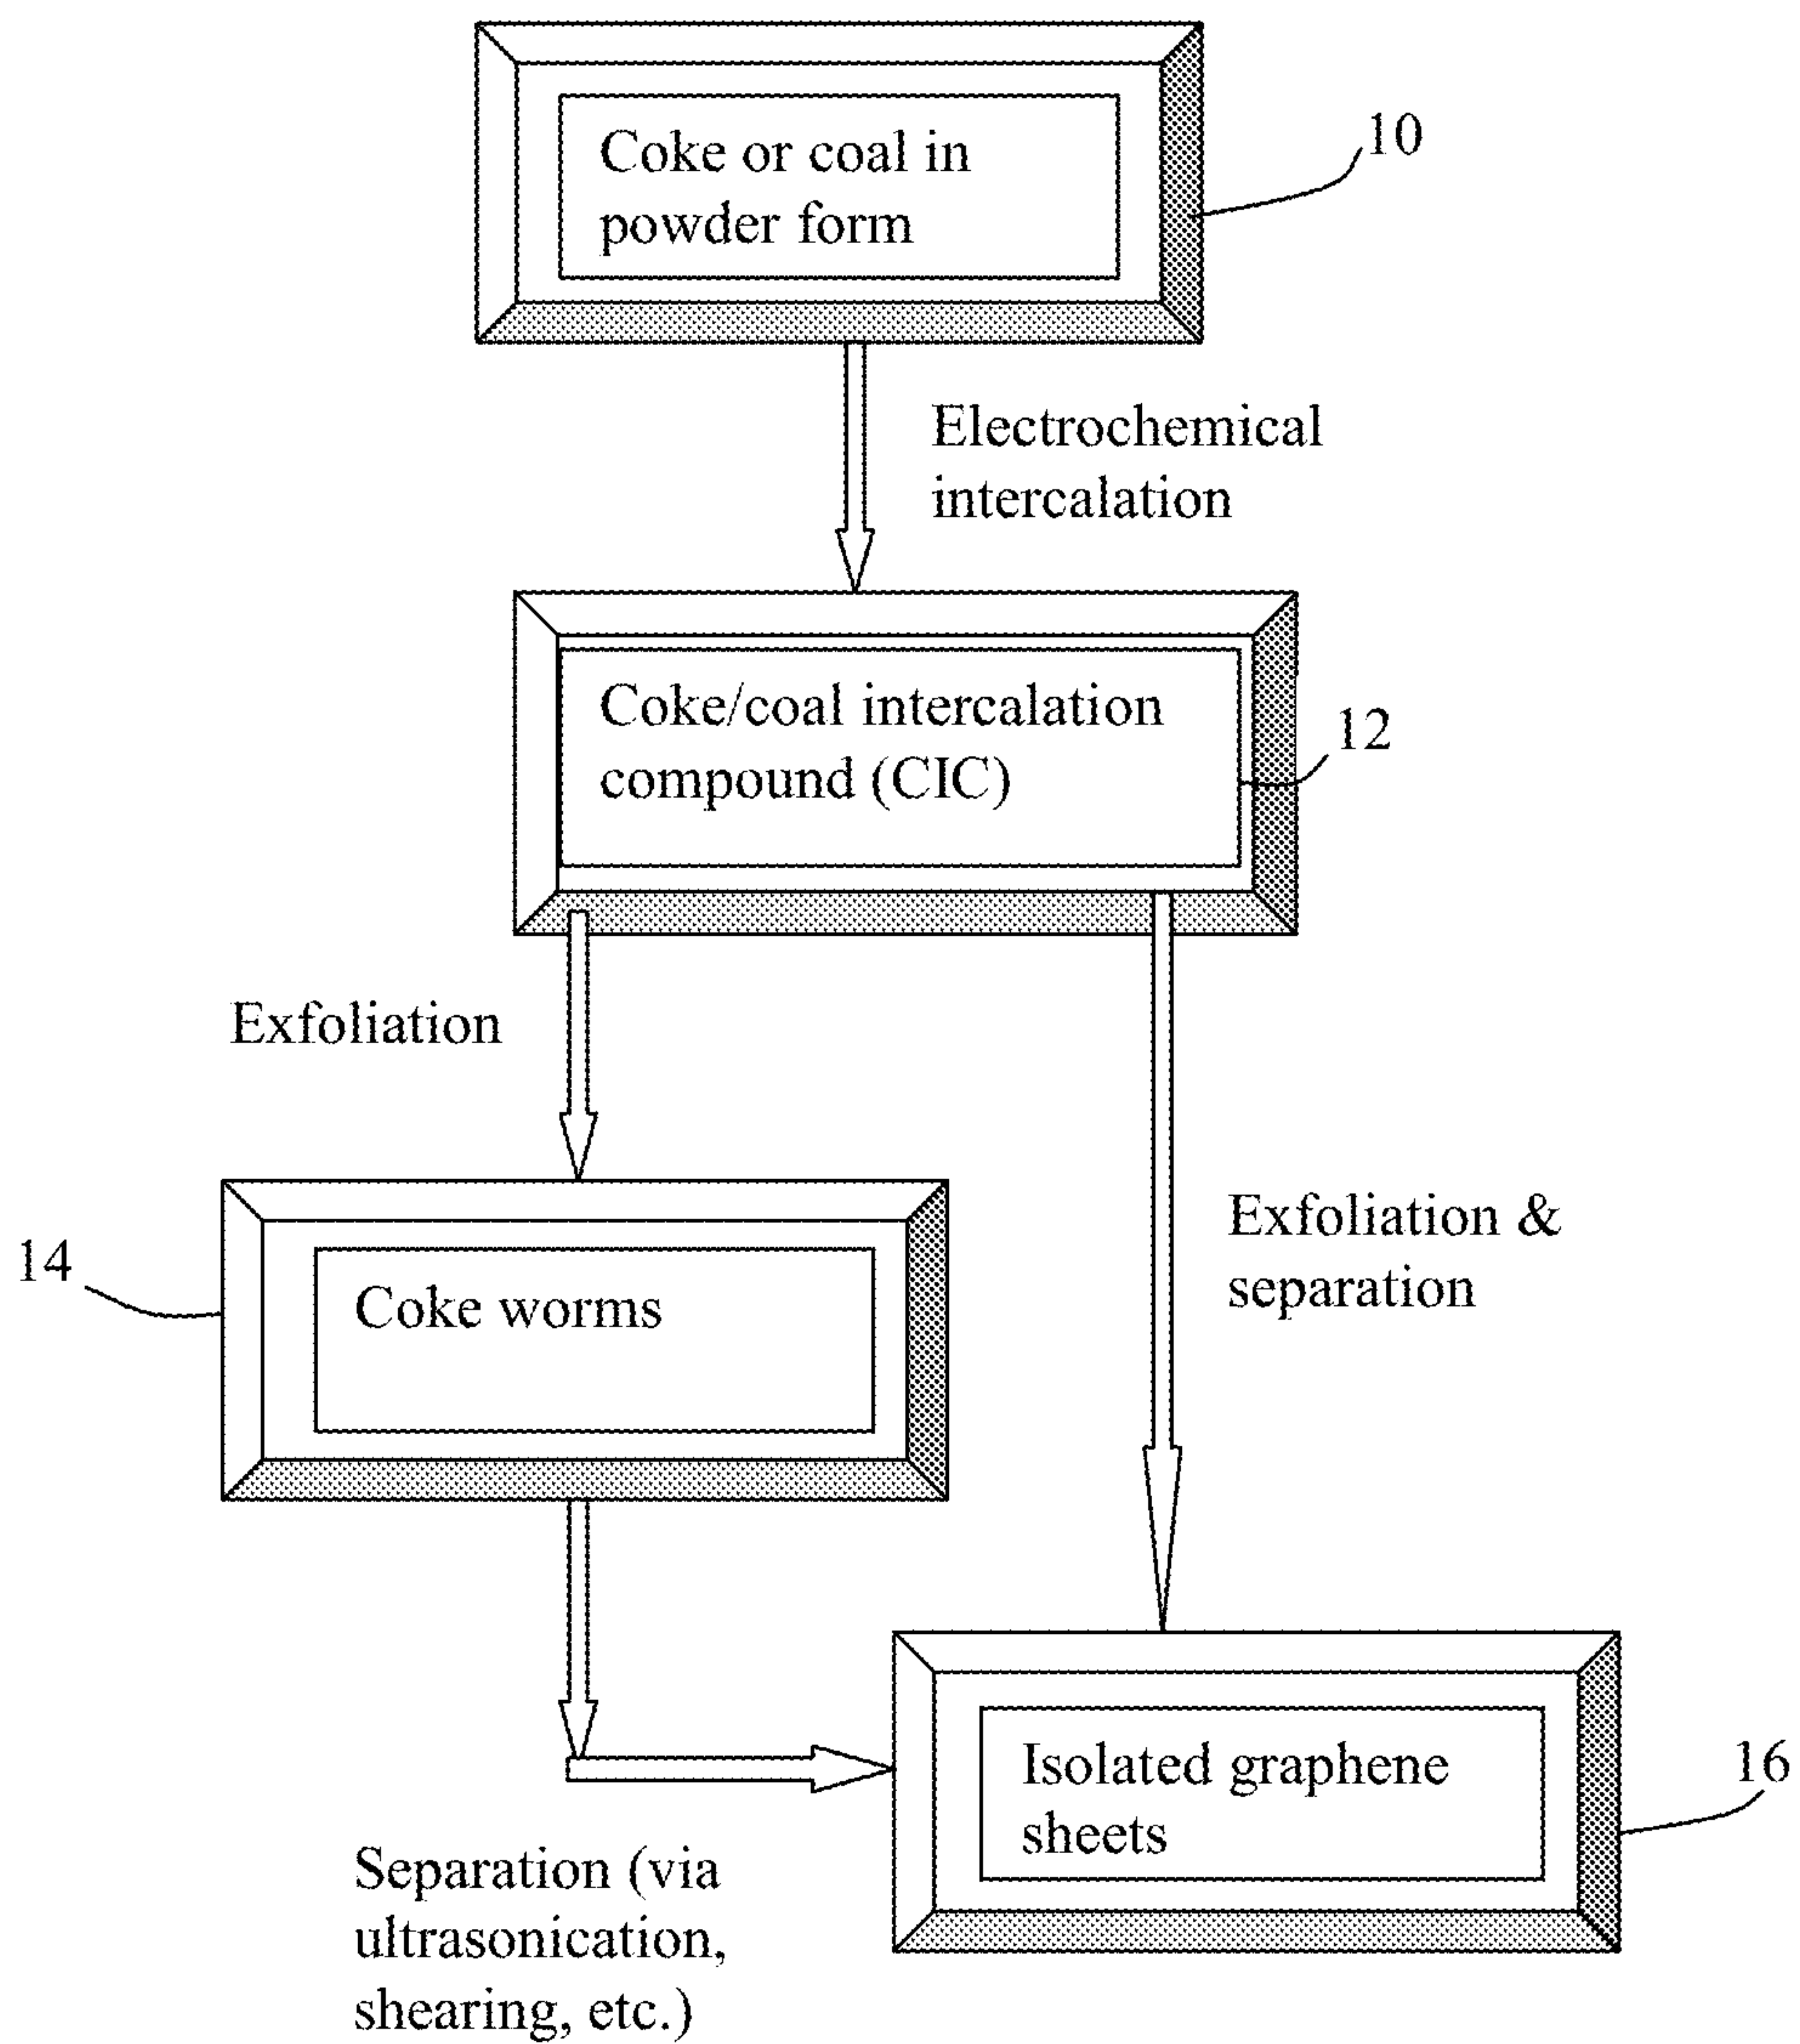 Coke or coal in
powder form
10
Electrochemical
intercalation
Coke/coal intercalation
compound (CIC)
12
Exfoliation
14
Coke worms
Exfoliation &
separation
Isolated graphene
sheets
16
Separation (via
ultrasonication,
shearing, etc.)